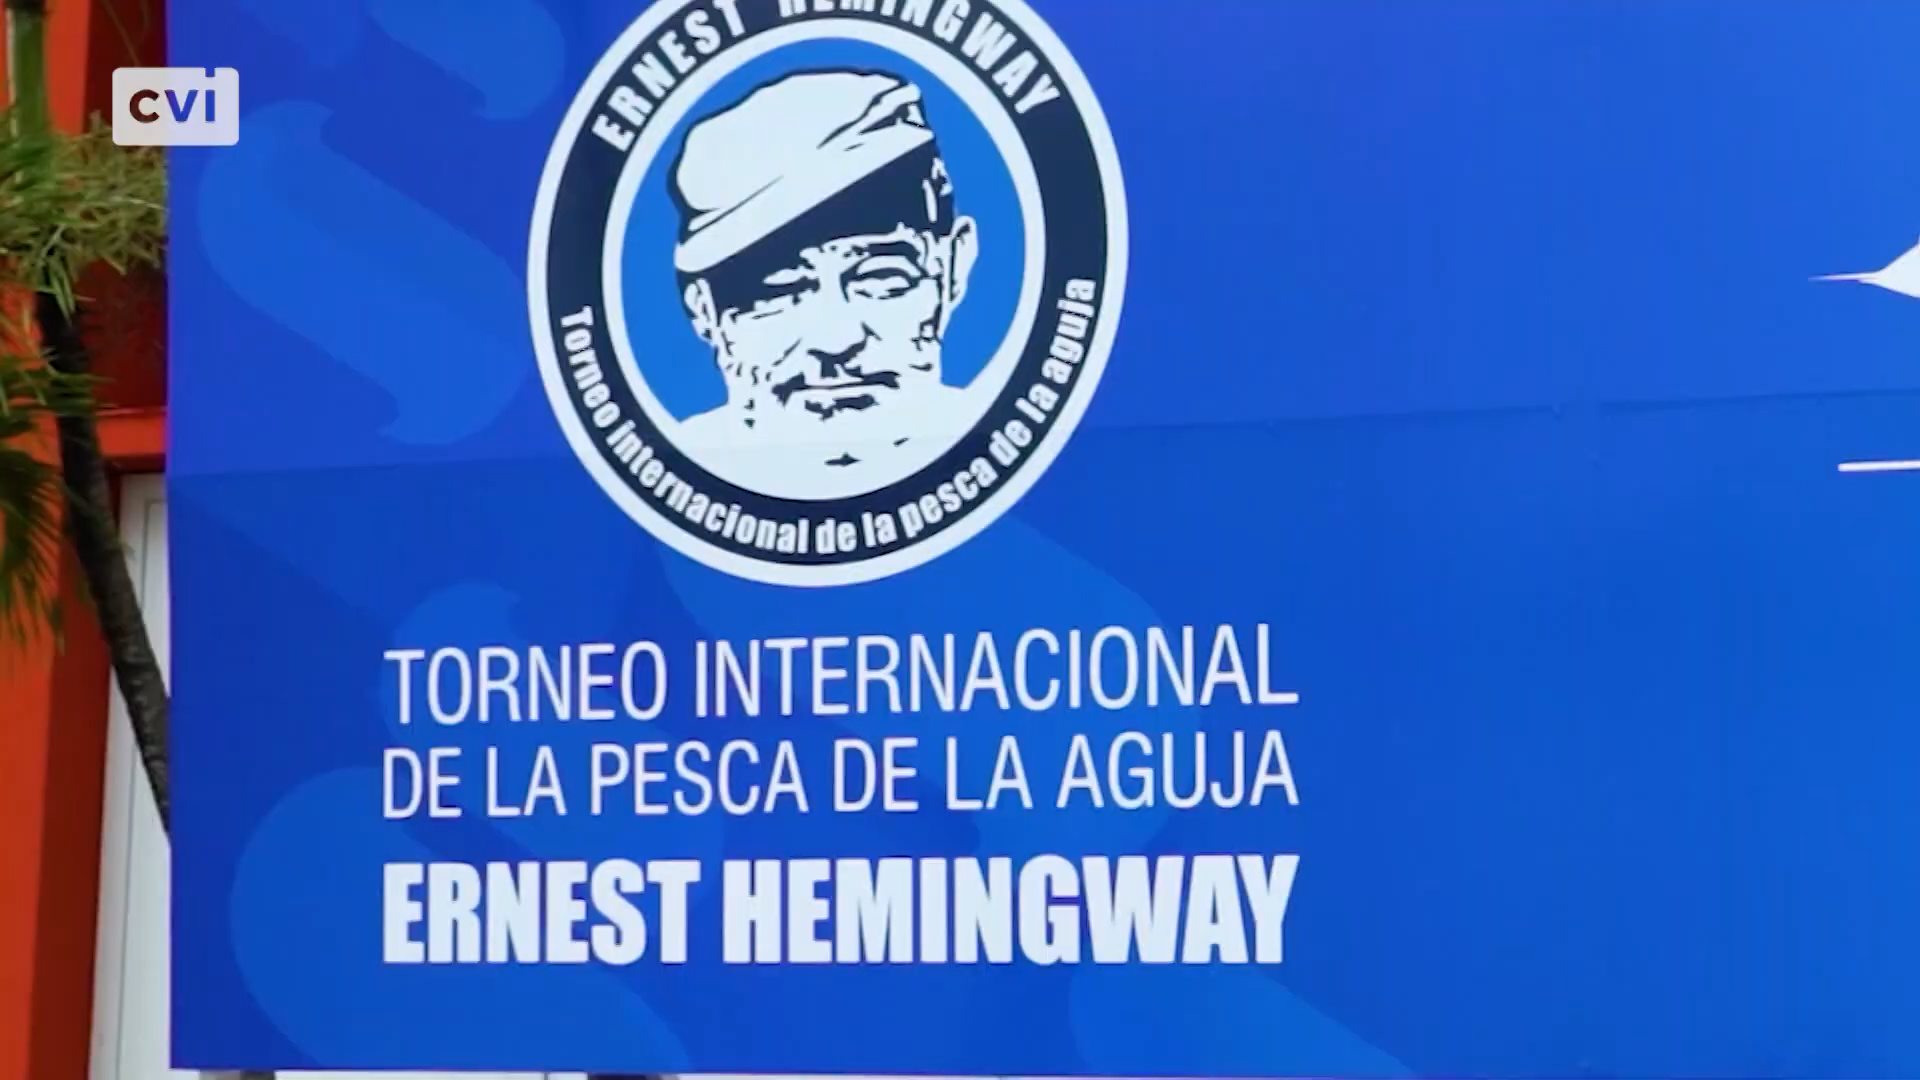 cvi
ERNEST HEMINGWAY
Torneo internacional de la pesca de la aguja
TORNEO INTERNACIONAL
DE LA PESCA DE LA AGUJA
ERNEST HEMINGWAY